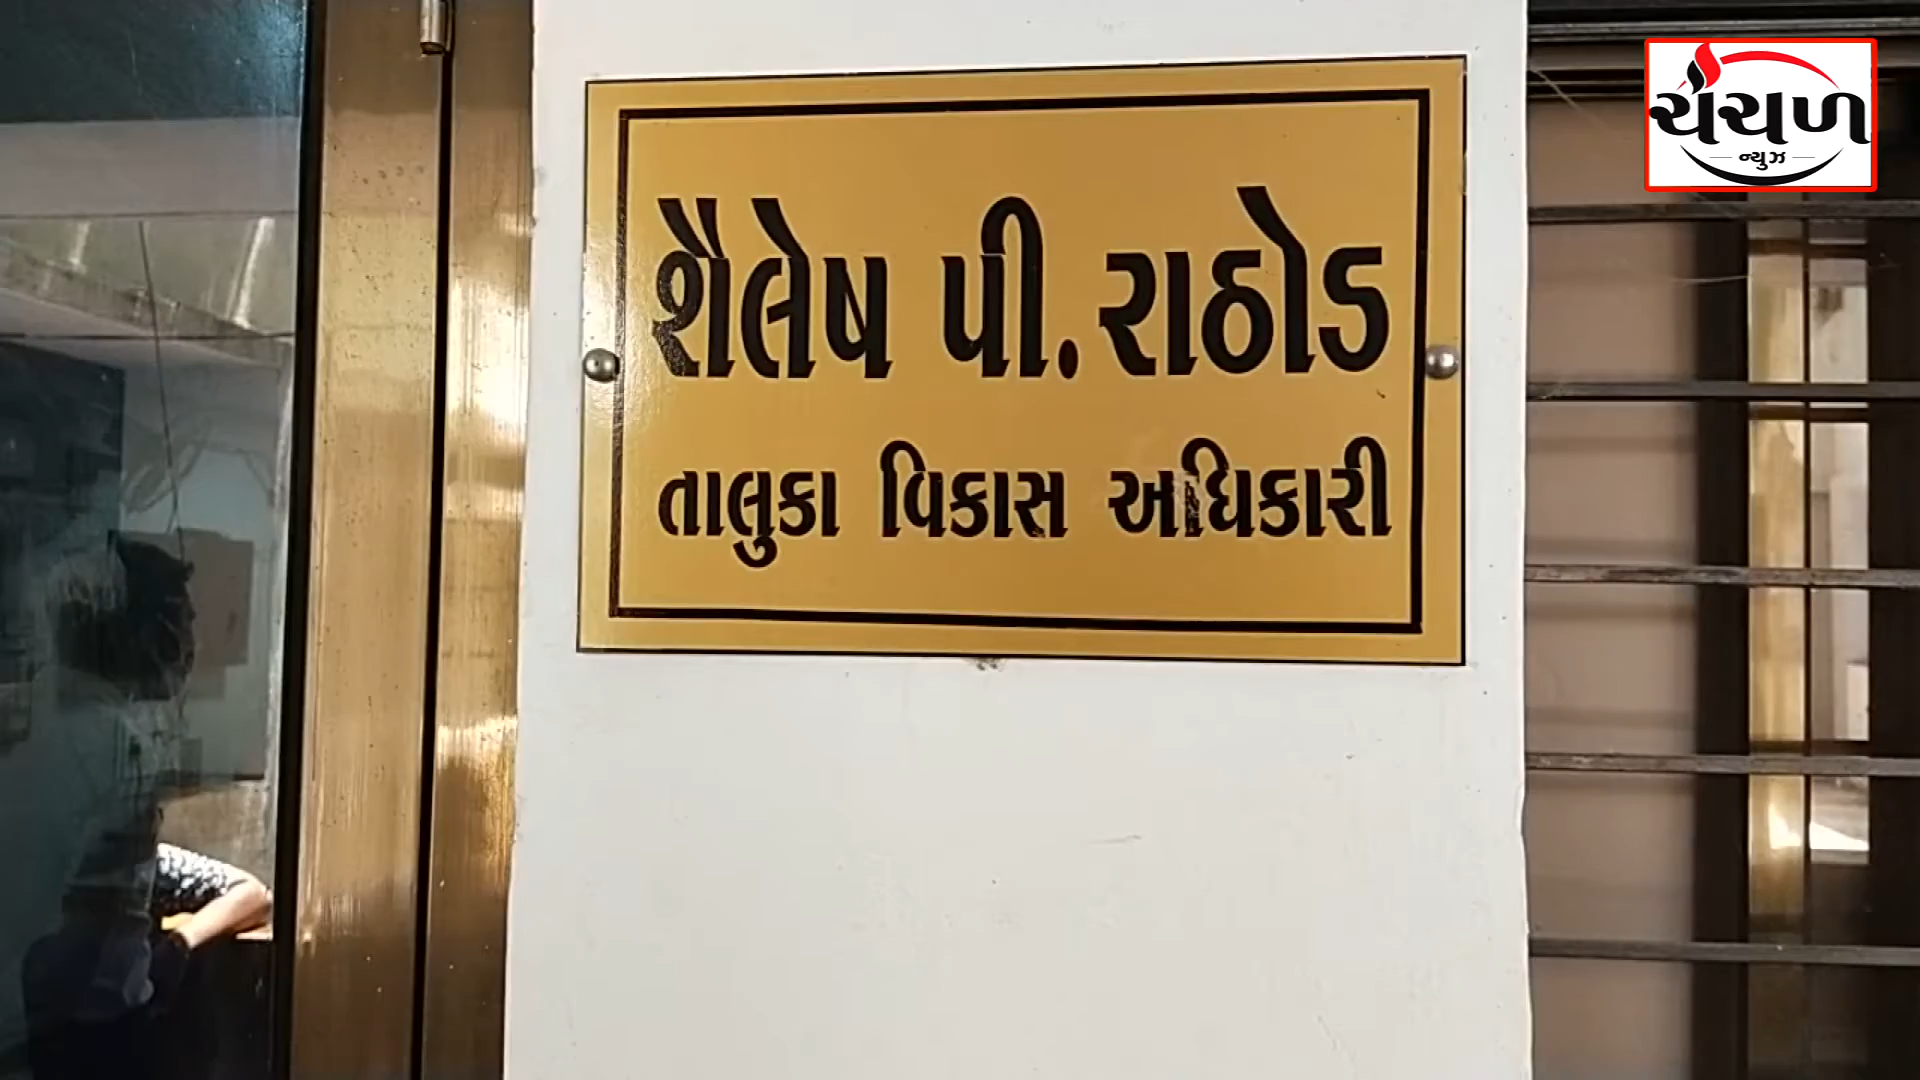 ચંચળ
ન્યુઝ
શૈલેષ પી. રાઠોડ
તાલુકા વિકાસ અધિકારી